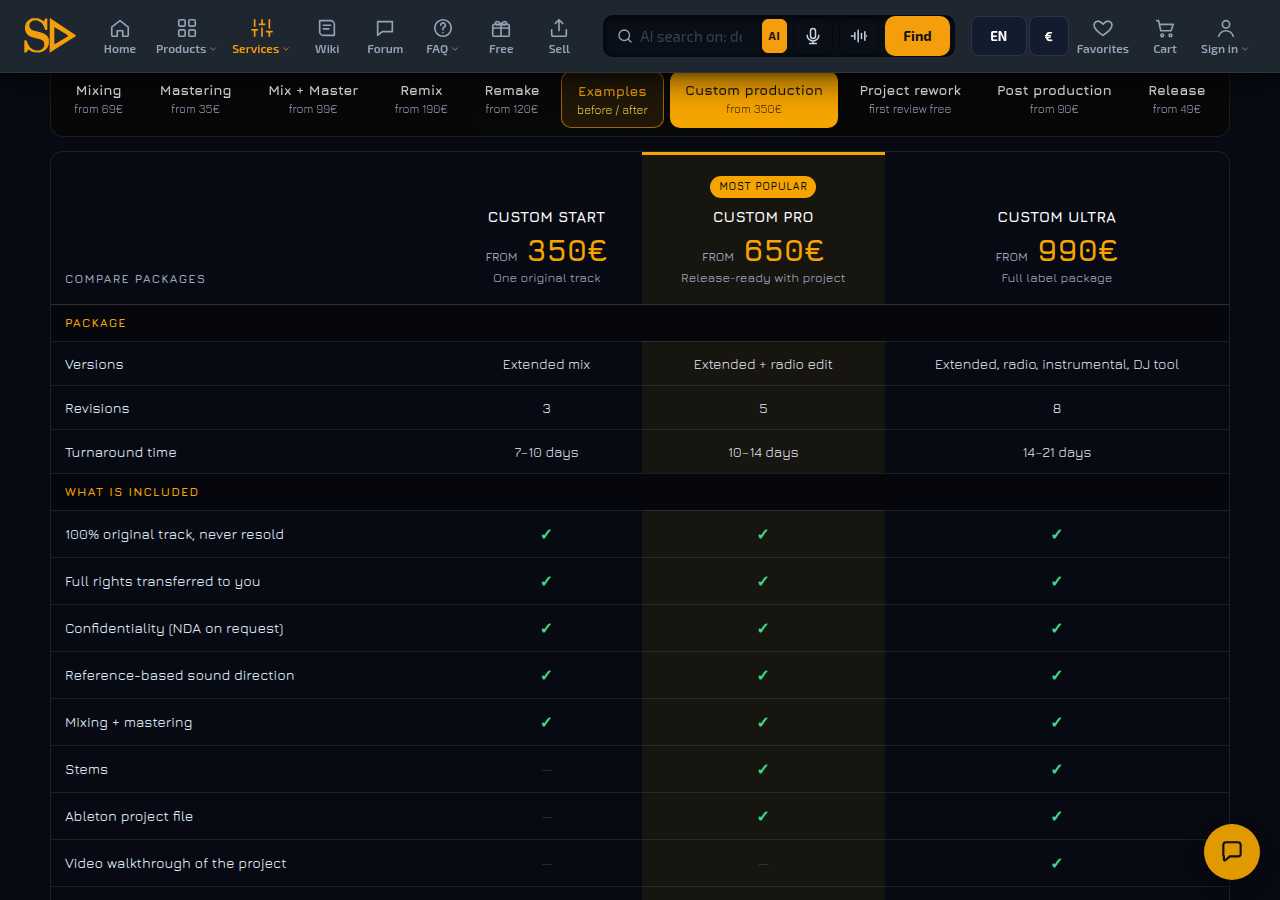 SD
Home
Products
Services
Wiki
Forum
FAQ
Free
Sell
AI search on:
AI
Find
EN
€
Favorites
Cart
Sign in
Mixing
from 69€
Mastering
from 35€
Mix + Master
from 99€
Remix
from 190€
Remake
from 120€
Examples
before / after
Custom production
from 350€
Project rework
first review free
Post production
from 90€
Release
from 49€
COMPARE PACKAGES
CUSTOM START
FROM 350€
One original track
MOST POPULAR
CUSTOM PRO
FROM 650€
Release-ready with project
CUSTOM ULTRA
FROM 990€
Full label package
PACKAGE
Versions Extended mix Extended + radio edit Extended, radio, instrumental, DJ tool
Revisions 3 5 8
Turnaround time 7–10 days 10–14 days 14–21 days
WHAT IS INCLUDED
100% original track, never resold ✓ ✓ ✓
Full rights transferred to you ✓ ✓ ✓
Confidentiality (NDA on request) ✓ ✓ ✓
Reference-based sound direction ✓ ✓ ✓
Mixing + mastering ✓ ✓ ✓
Stems — ✓ ✓
Ableton project file — ✓ ✓
Video walkthrough of the project — — ✓